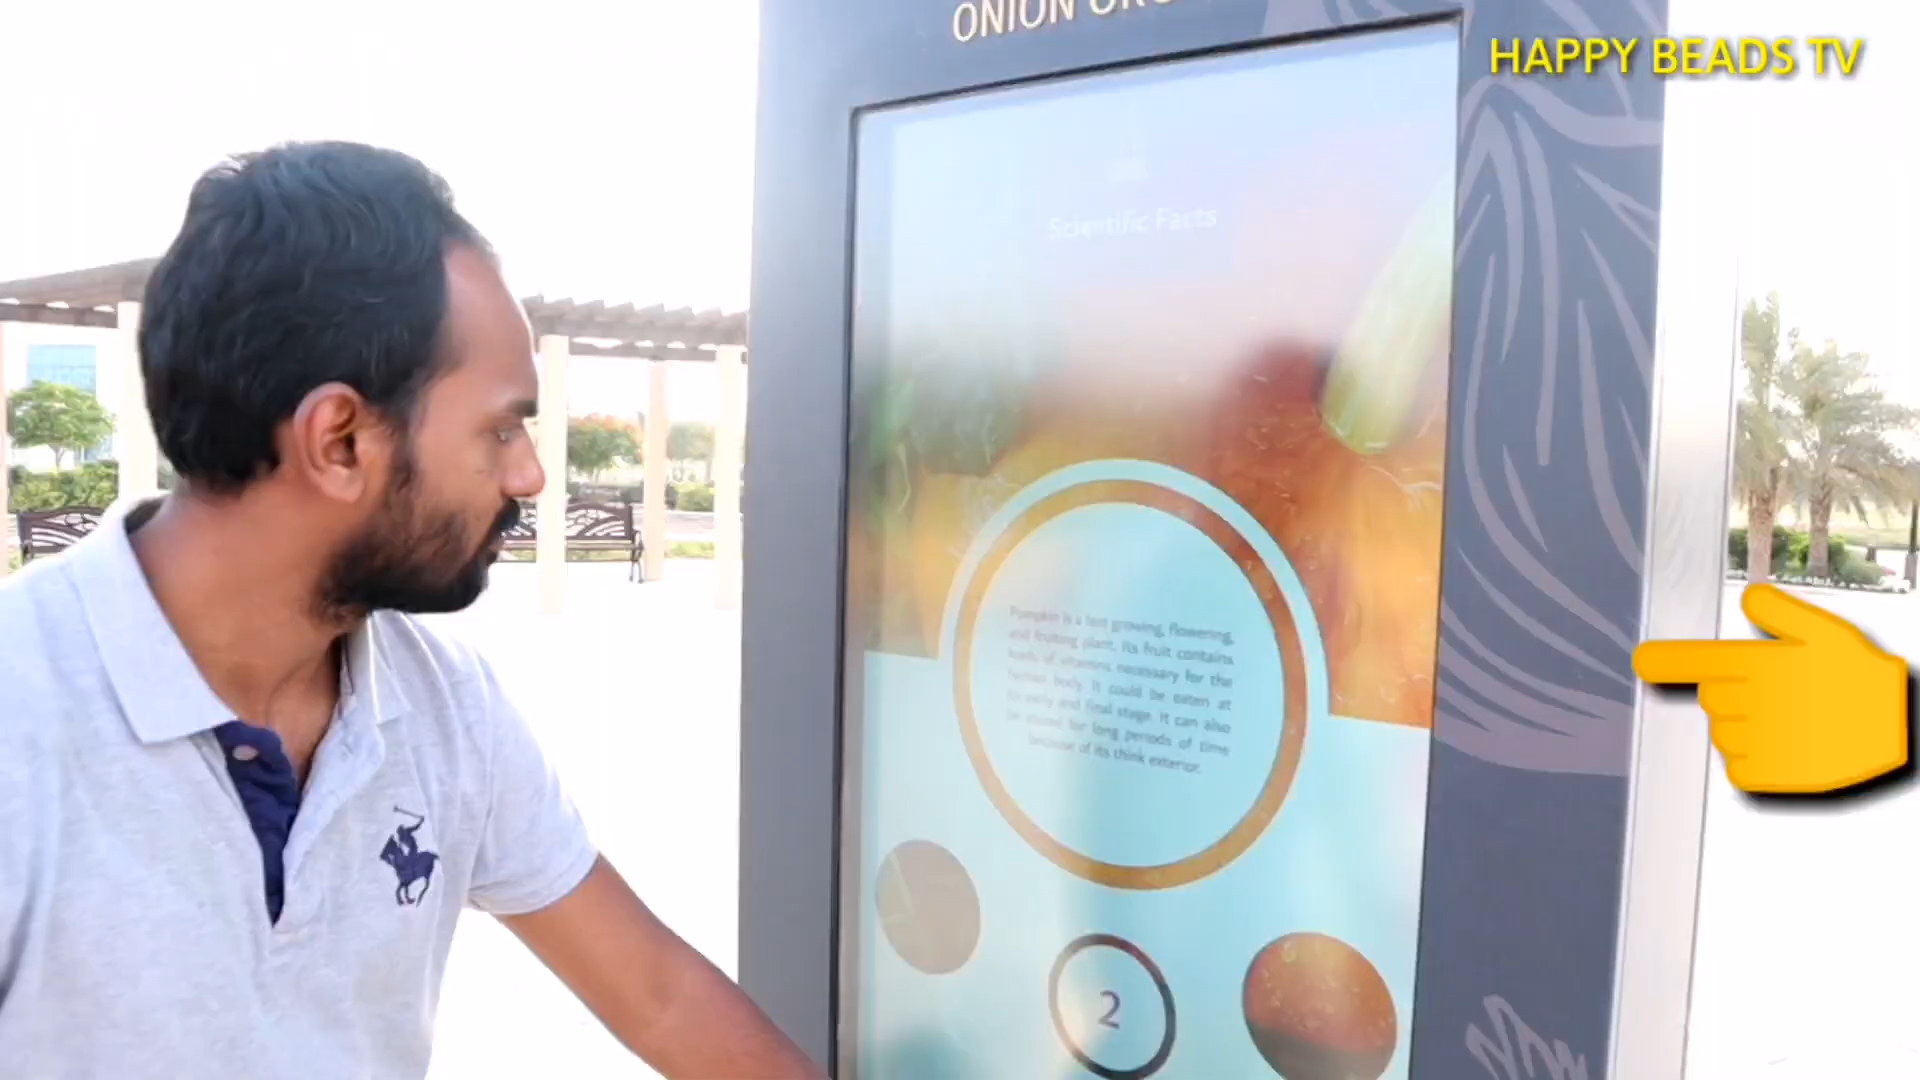 ONION
HAPPY BEADS TV
Scientific Facts
Pumpkin is a fast growing, flowering,
and fruiting plant. Its fruit contains
loads of vitamins necessary for the
human body. It could be eaten at
its early and final stage. It can also
be stored for long periods of time
because of its think exterior.
2